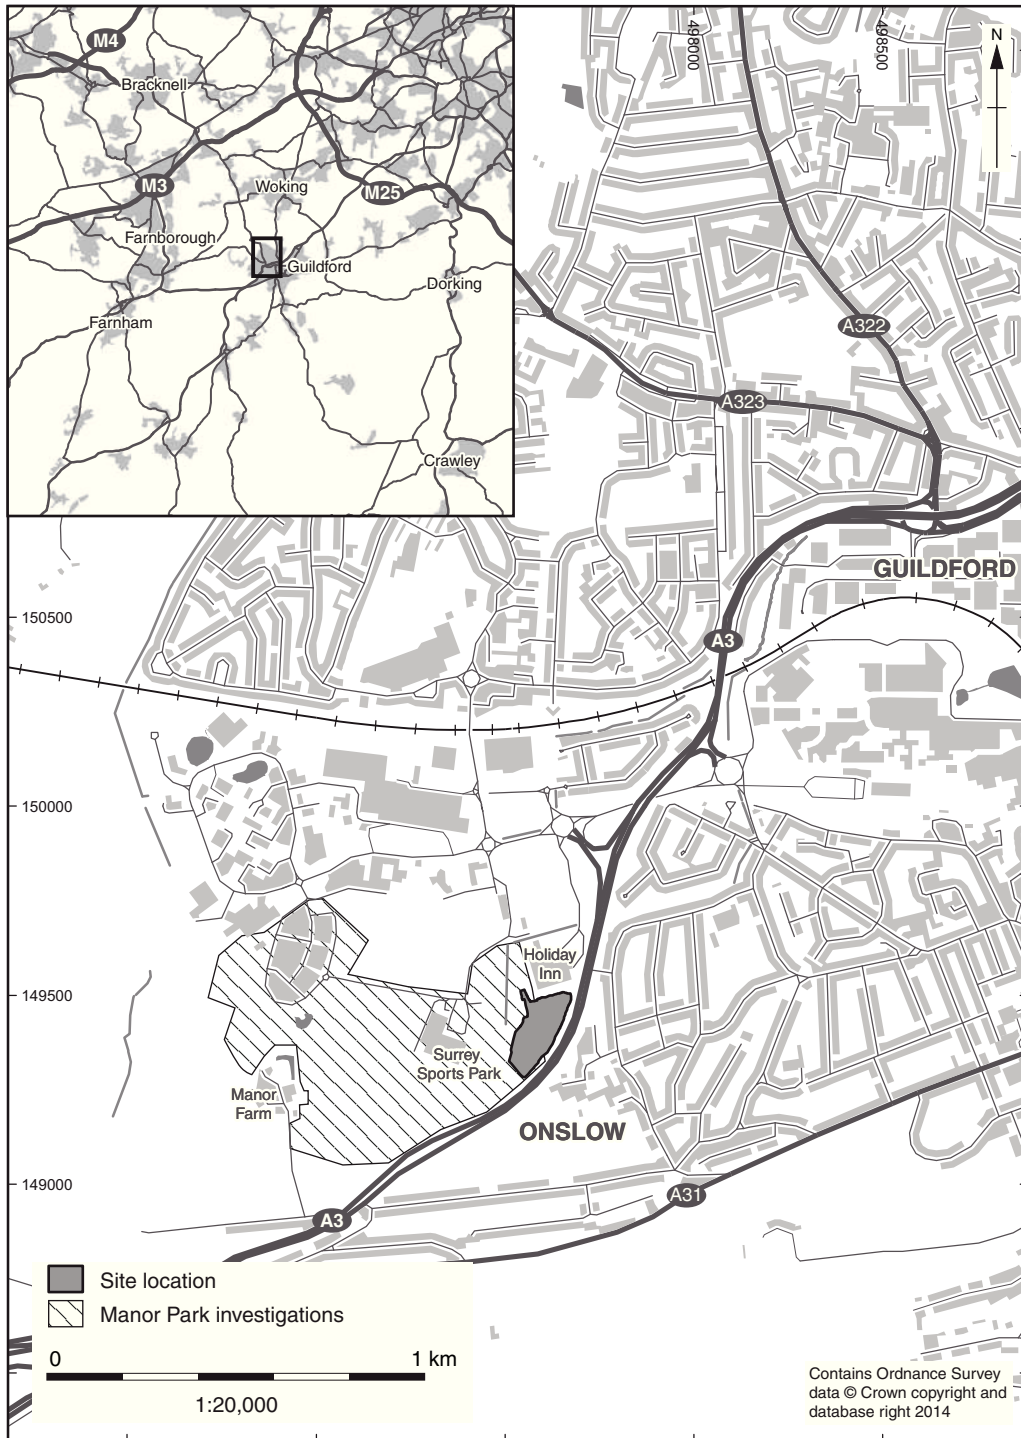 M4
Bracknell
M3
Woking
M25
Farnborough
Guildford
Dorking
Farnham
Crawley
498000
498500
N
A322
A323
GUILDFORD
150500
A3
150000
Holiday
Inn
149500
Surrey
Sports Park
Manor
Farm
ONSLOW
149000
A31
A3
Site location
Manor Park investigations
0
1 km
1:20,000
Contains Ordnance Survey
data © Crown copyright and
database right 2014